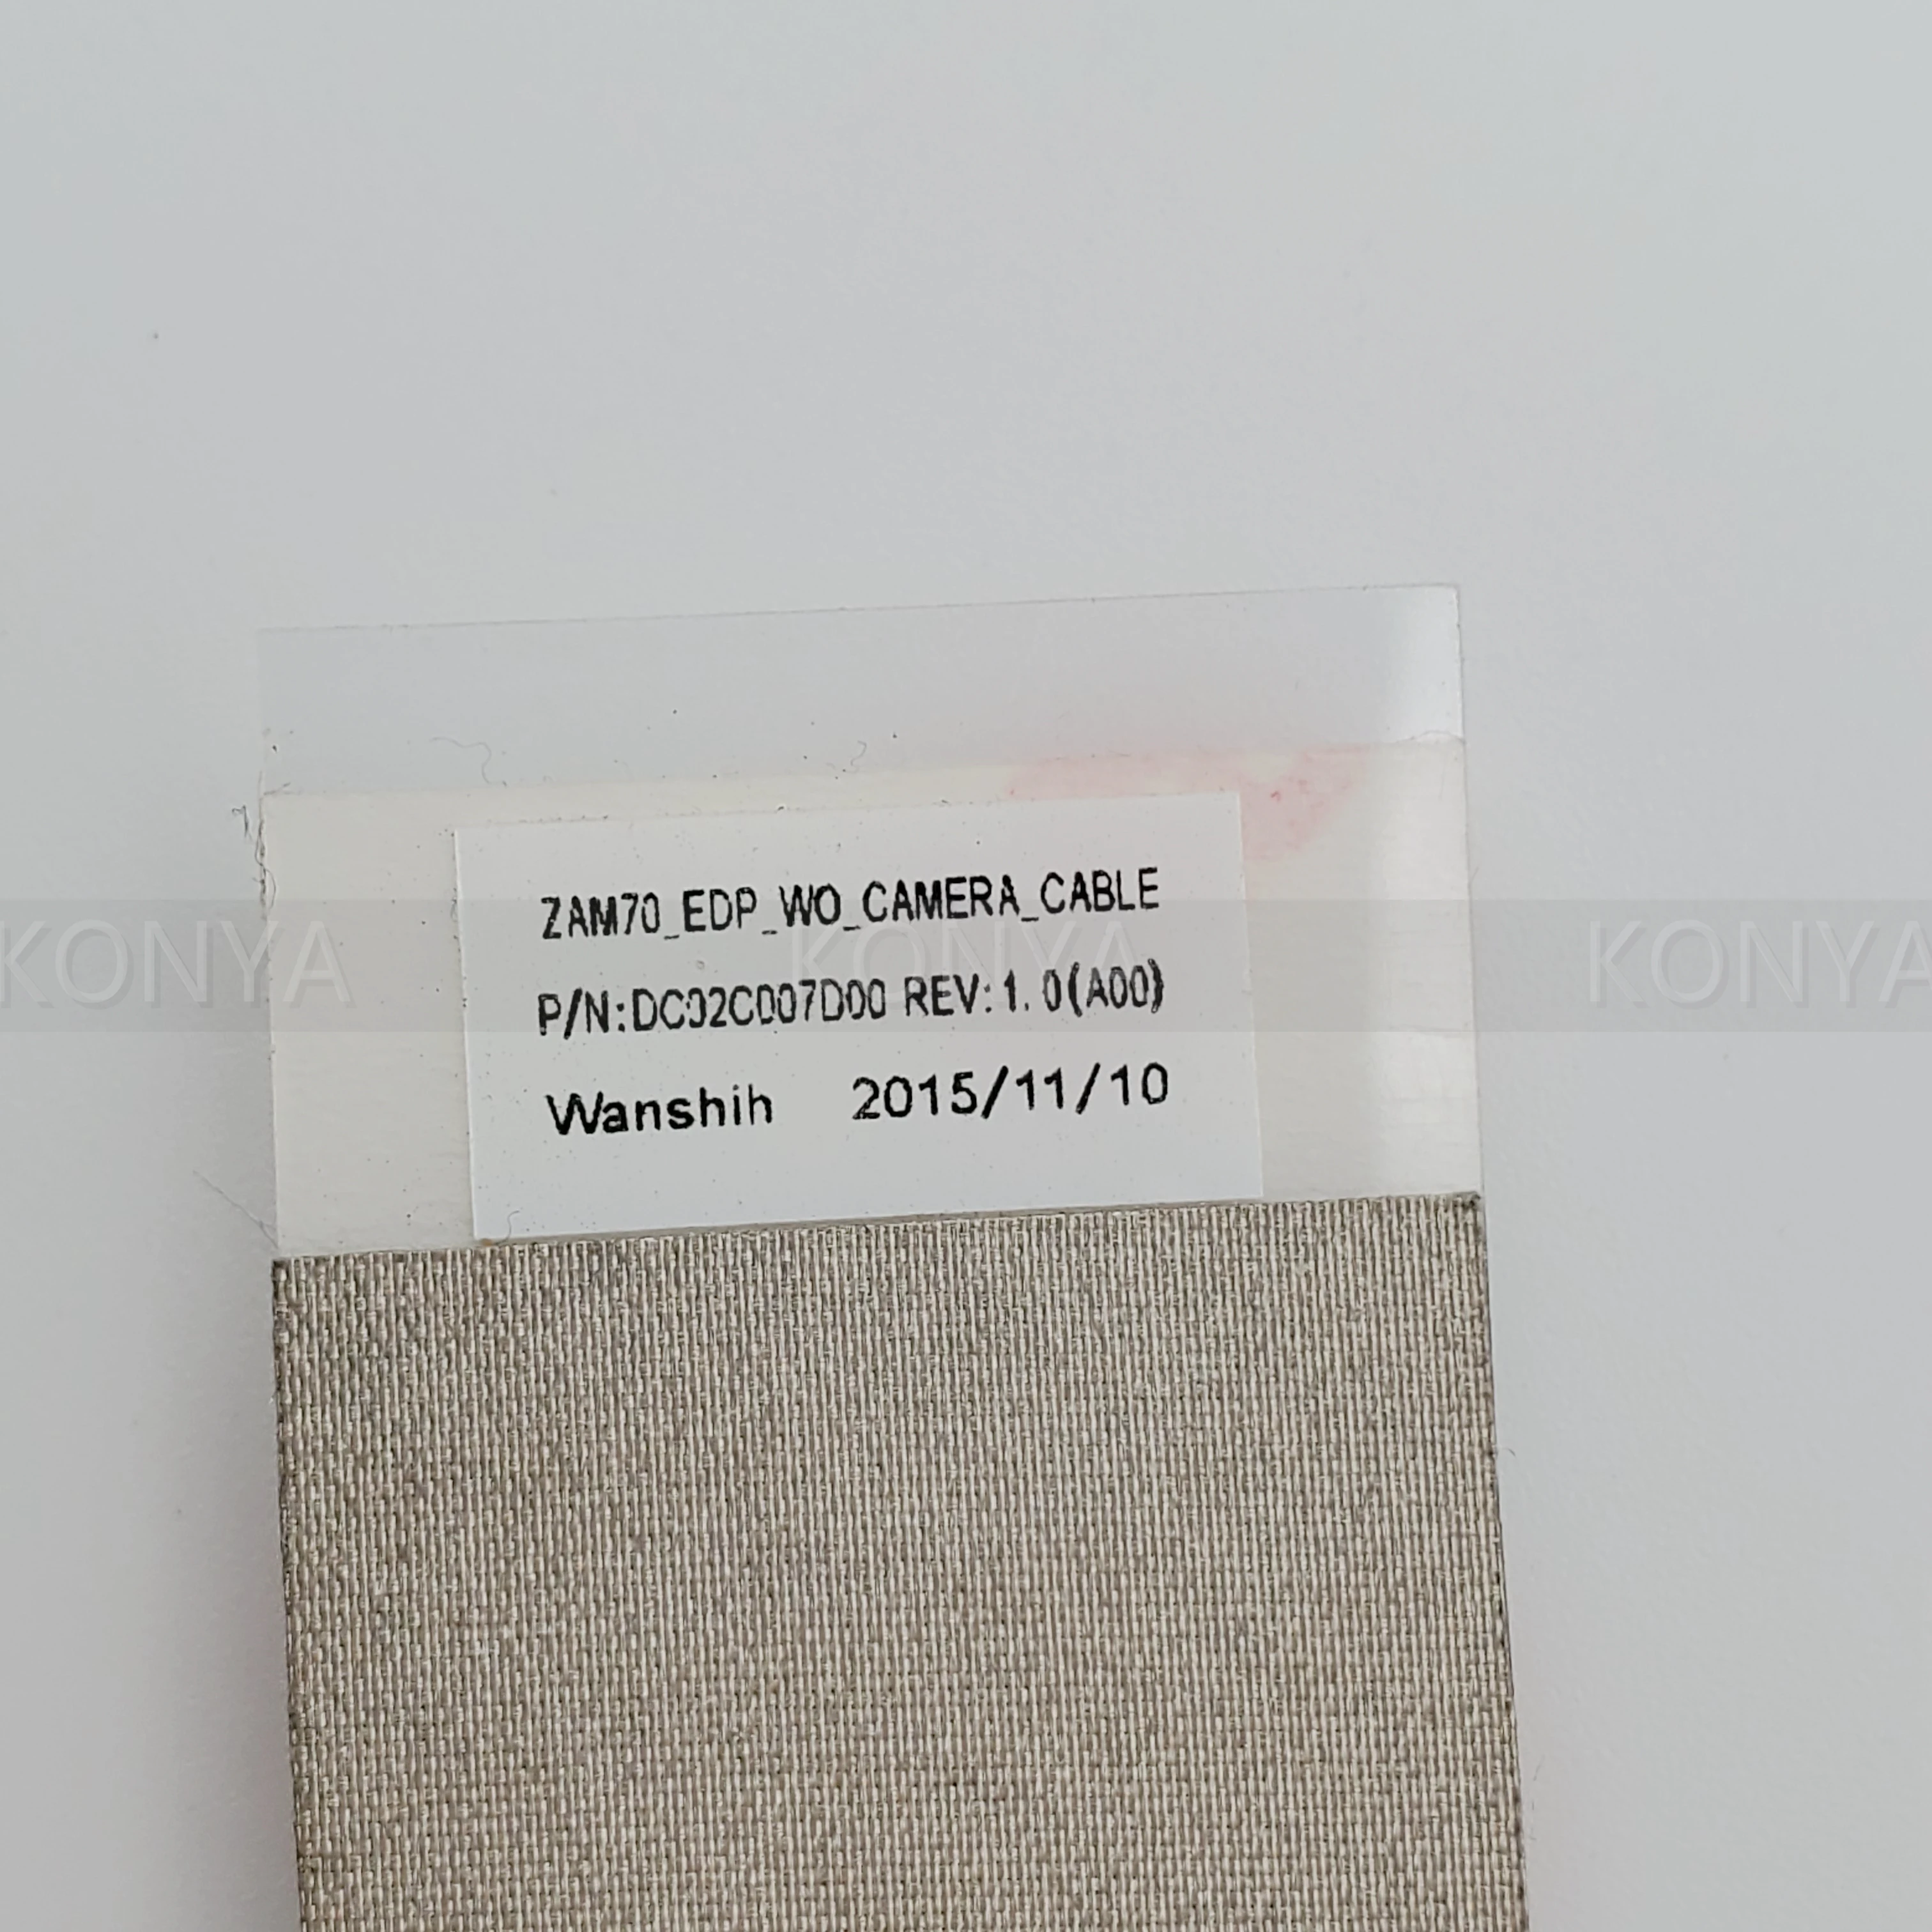 ZAM70_EDP_WO_CAMERA_CABLE
P/N:DC02C007D00 REV:1.0(A00)
Wanshih 2015/11/10
KONYA KONYA KONYA